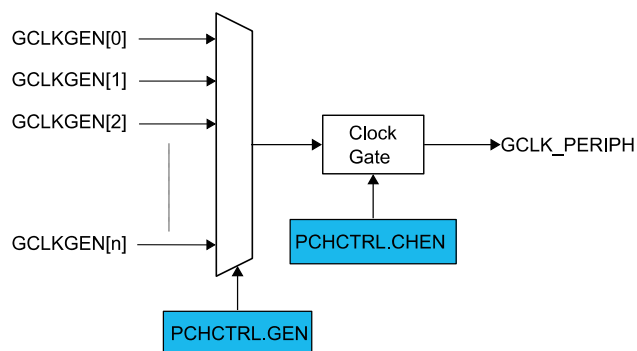 GCLKGEN[0]
GCLKGEN[1]
GCLKGEN[2]
GCLKGEN[n]
Clock
Gate
GCLK_PERIPH
PCHCTRL.CHEN
PCHCTRL.GEN